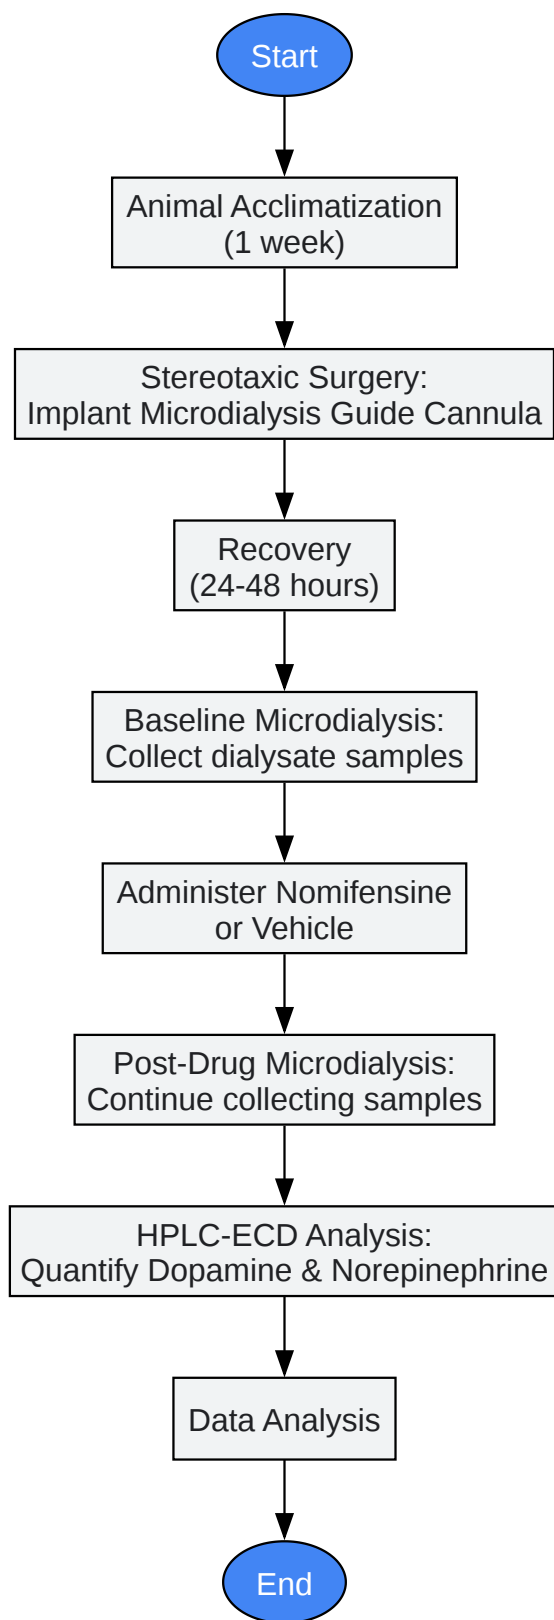 Start
Animal Acclimatization
(1 week)
Stereotaxic Surgery:
Implant Microdialysis Guide Cannula
Recovery
(24-48 hours)
Baseline Microdialysis:
Collect dialysate samples
Administer Nomifensine
or Vehicle
Post-Drug Microdialysis:
Continue collecting samples
HPLC-ECD Analysis:
Quantify Dopamine & Norepinephrine
Data Analysis
End